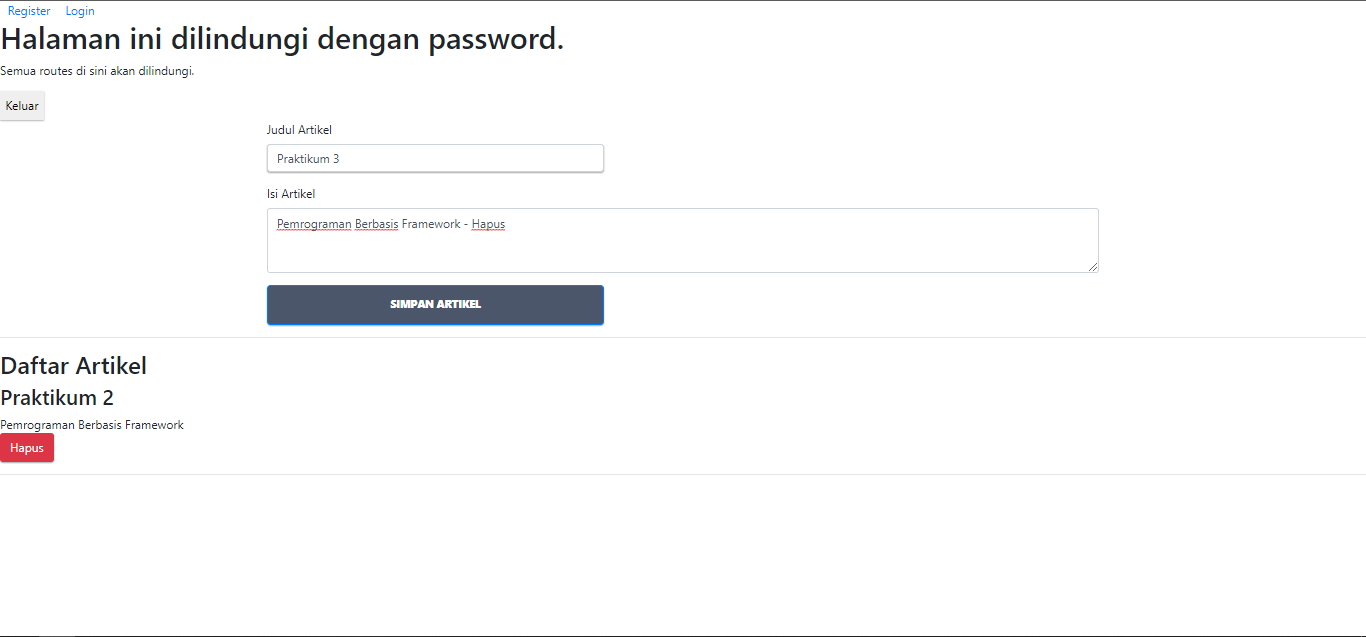 Register Login
Halaman ini dilindungi dengan password.
Semua routes di sini akan dilindungi.
Keluar
Judul Artikel
Praktikum 3
Isi Artikel
Pemrograman Berbasis Framework - Hapus
SIMPAN ARTIKEL
Daftar Artikel
Praktikum 2
Pemrograman Berbasis Framework
Hapus